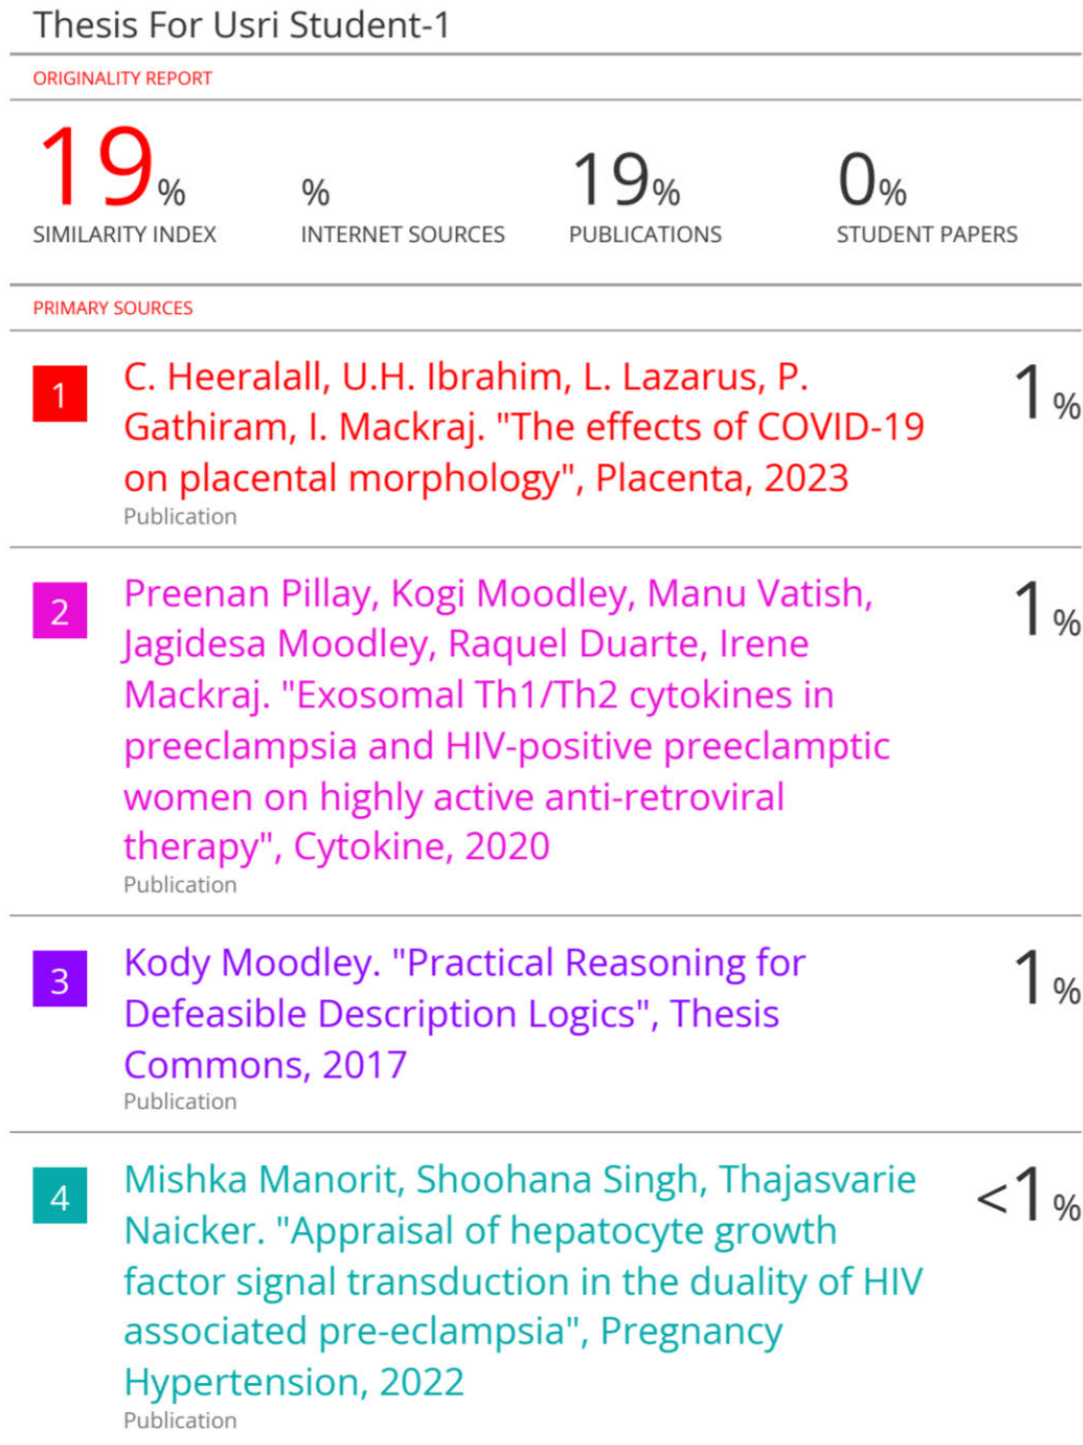 Thesis For Usri Student-1
ORIGINALITY REPORT
19%
SIMILARITY INDEX
%
INTERNET SOURCES
19%
PUBLICATIONS
0%
STUDENT PAPERS
PRIMARY SOURCES
1
C. Heeralall, U.H. Ibrahim, L. Lazarus, P.
Gathiram, I. Mackraj. "The effects of COVID-19
on placental morphology", Placenta, 2023
Publication
1%
2
Preenan Pillay, Kogi Moodley, Manu Vatish,
Jagidesa Moodley, Raquel Duarte, Irene
Mackraj. "Exosomal Th1/Th2 cytokines in
preeclampsia and HIV-positive preeclamptic
women on highly active anti-retroviral
therapy", Cytokine, 2020
Publication
1%
3
Kody Moodley. "Practical Reasoning for
Defeasible Description Logics", Thesis
Commons, 2017
Publication
1%
4
Mishka Manorit, Shoohana Singh, Thajasvarie
Naicker. "Appraisal of hepatocyte growth
factor signal transduction in the duality of HIV
associated pre-eclampsia", Pregnancy
Hypertension, 2022
Publication
<1%